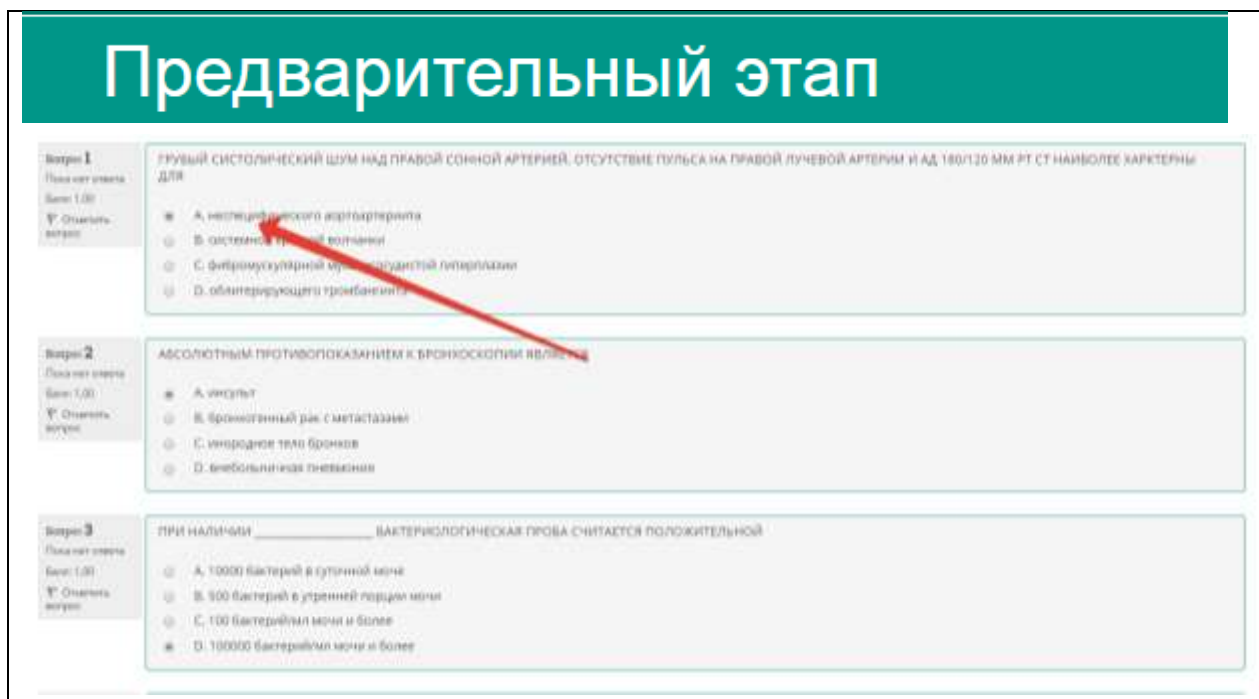 Предварительный этап
Вопрос 1
Пока нет ответа
Балл: 1,00
Отметить
вопрос
ГРУБЫЙ СИСТОЛИЧЕСКИЙ ШУМ НАД ПРАВОЙ СОННОЙ АРТЕРИЕЙ, ОТСУТСТВИЕ ПУЛЬСА НА ПРАВОЙ ЛУЧЕВОЙ АРТЕРИИ И АД 180/120 ММ РТ СТ НАИБОЛЕЕ ХАРКТЕРНЫ
ДЛЯ
A. неспецифического аортоартериита
B. системной волчанки
C. фибромускулярной гиперплазии
D. облитерирующего тромбангиита
Вопрос 2
Пока нет ответа
Балл: 1,00
Отметить
вопрос
АБСОЛЮТНЫМ ПРОТИВОПОКАЗАНИЕМ К БРОНХОСКОПИИ ЯВЛЯЕТСЯ
A. инсульт
B. бронхогенный рак с метастазами
C. инородное тело бронхов
D. внебольничная пневмония
Вопрос 3
Пока нет ответа
Балл: 1,00
Отметить
вопрос
ПРИ НАЛИЧИИ ____________________ БАКТЕРИОЛОГИЧЕСКАЯ ПРОБА СЧИТАЕТСЯ ПОЛОЖИТЕЛЬНОЙ
A. 10000 бактерий в суточной моче
B. 500 бактерий в утренней порции мочи
C. 100 бактерий/мл мочи и более
D. 100000 бактерий/мл мочи и более